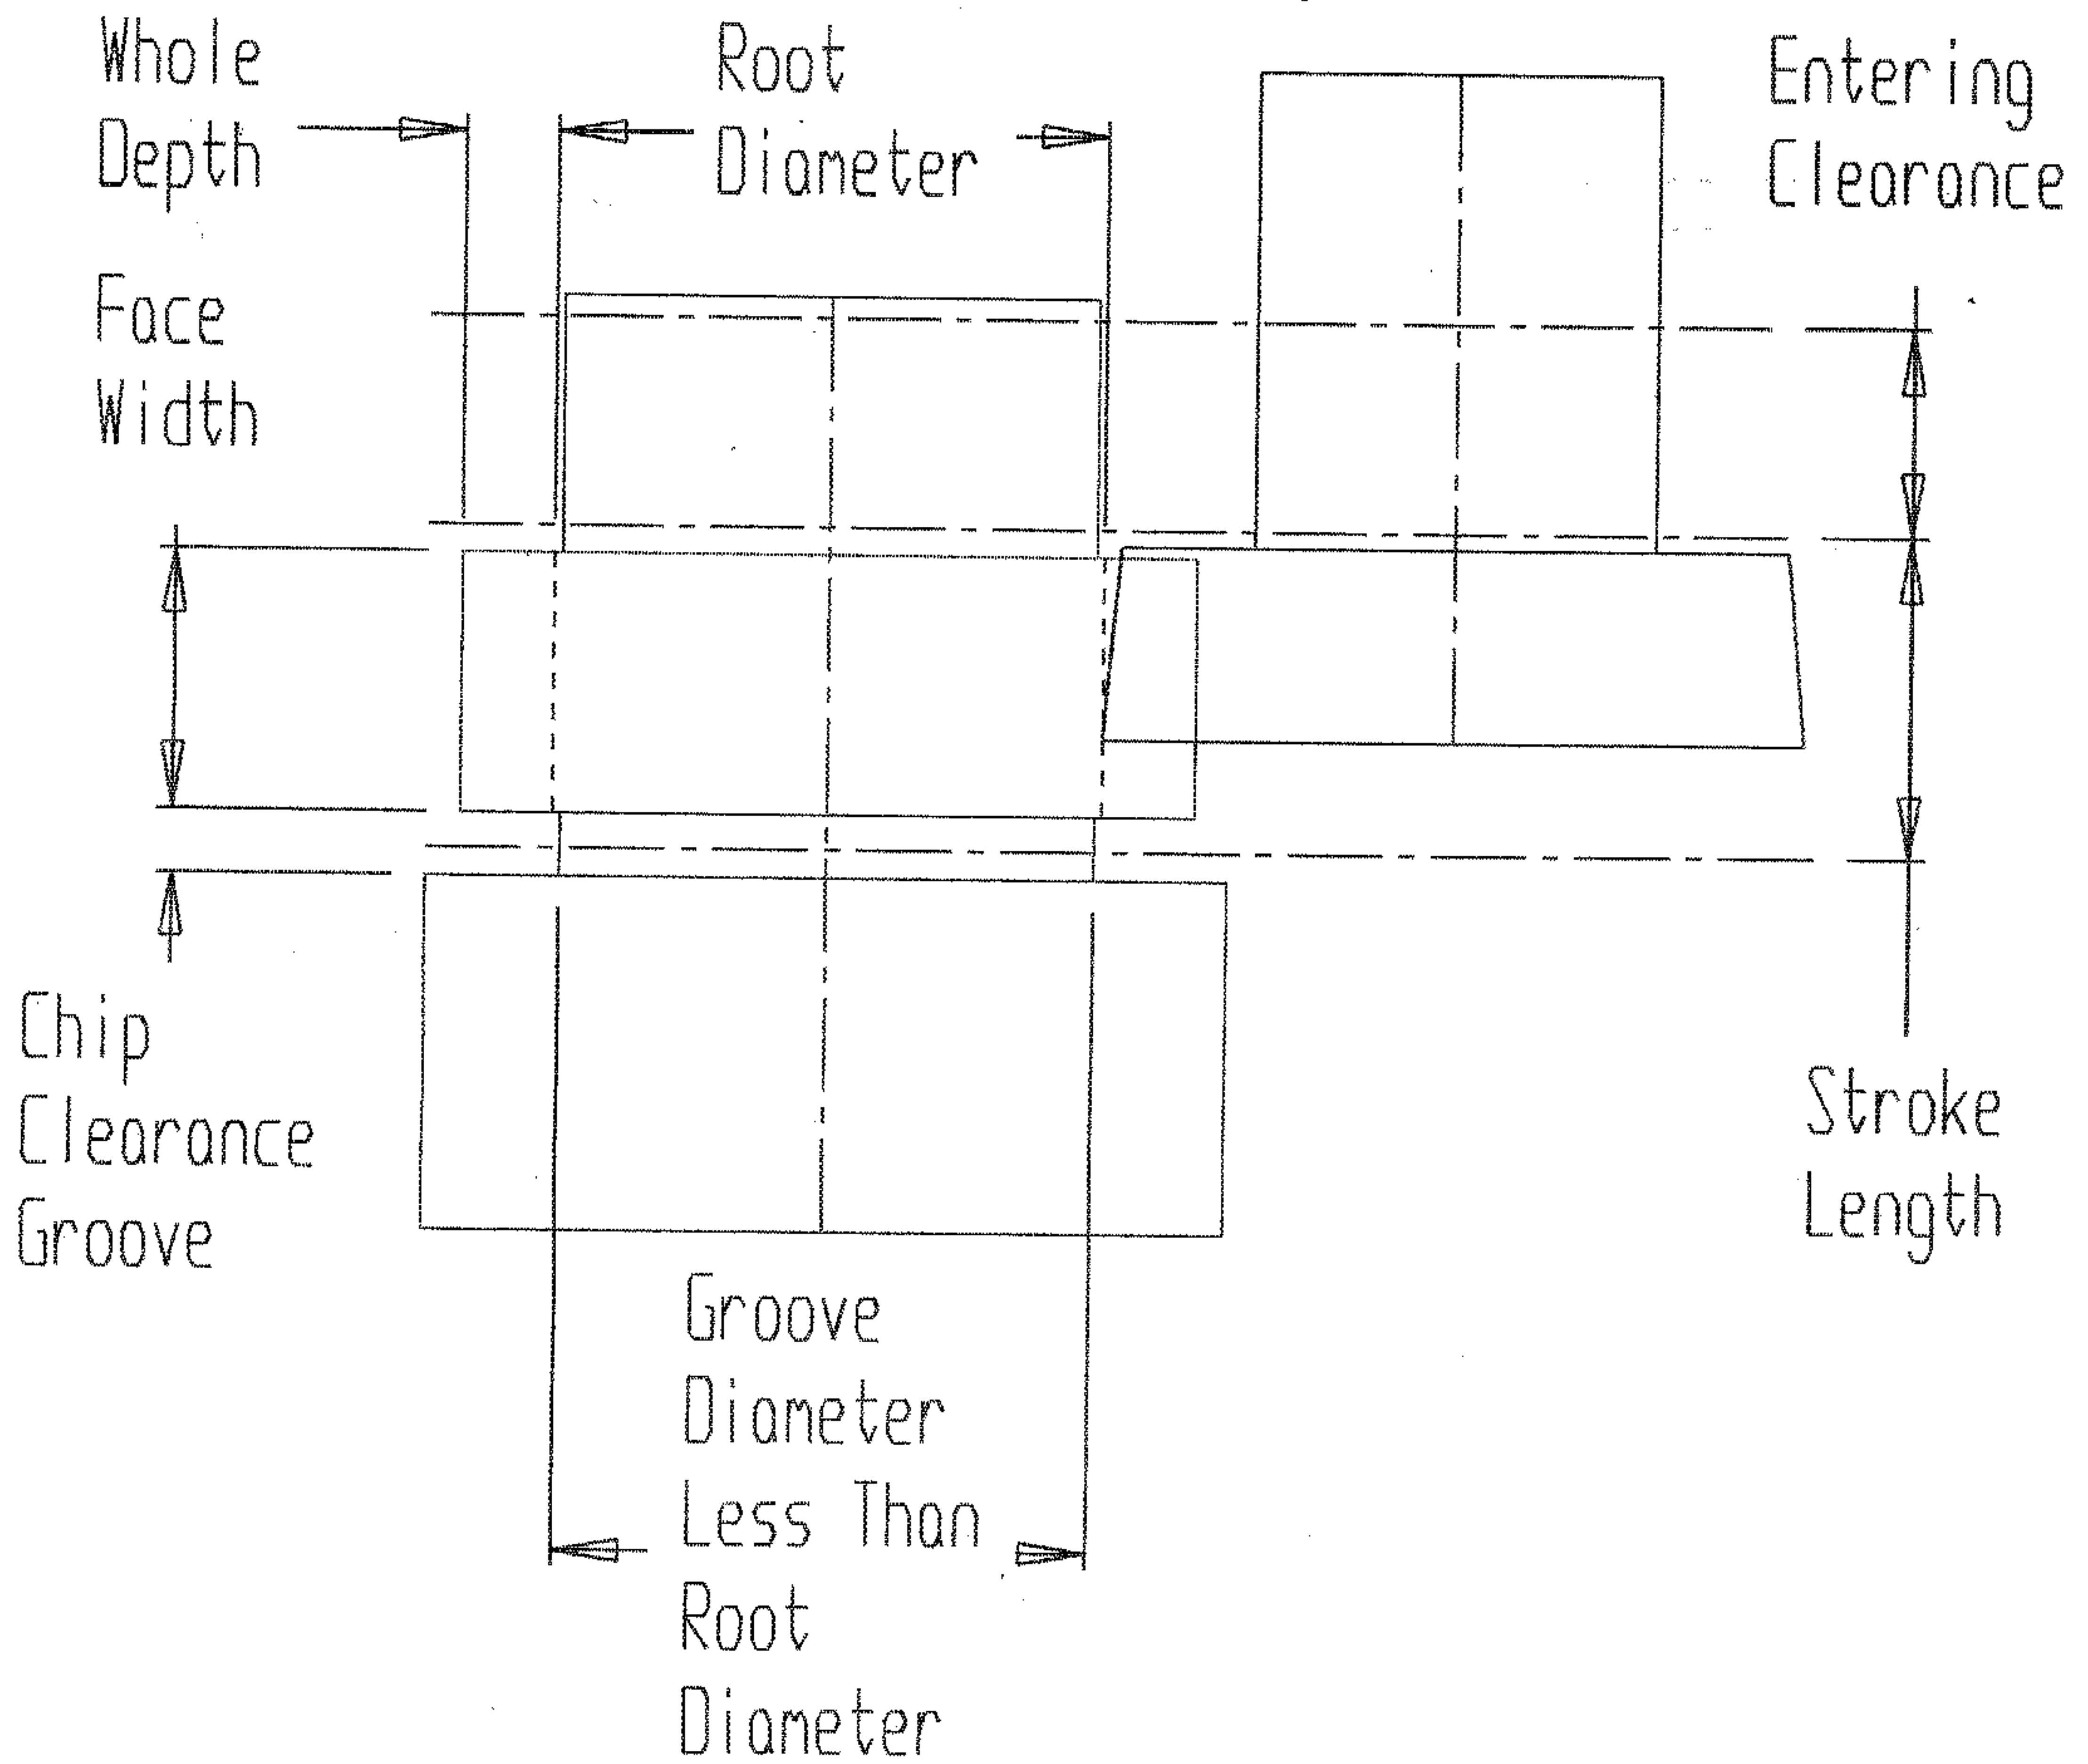 Whole
Depth
Root
Diameter
Entering
Clearance
Face
Width
Chip
Clearance
Groove
Stroke
Length
Groove
Diameter
Less Than
Root
Diameter